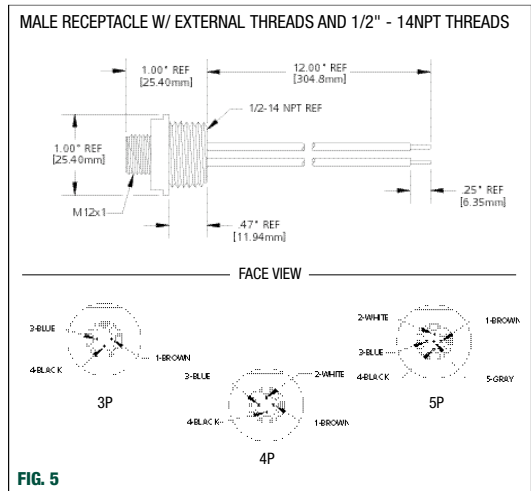 MALE RECEPTACLE W/ EXTERNAL THREADS AND 1/2" - 14NPT THREADS
1.00" REF
[25.40mm]
12.00" REF
[304.8mm]
1/2-14 NPT REF
1.00" REF
[25.40mm]
M12x1
.25" REF
[6.35mm]
.47" REF
[11.94mm]
FACE VIEW
3-BLUE
4-BLACK
1-BROWN
3P
3-BLUE
2-WHITE
4-BLACK
1-BROWN
4P
2-WHITE
1-BROWN
3-BLUE
4-BLACK
5-GRAY
5P
FIG. 5